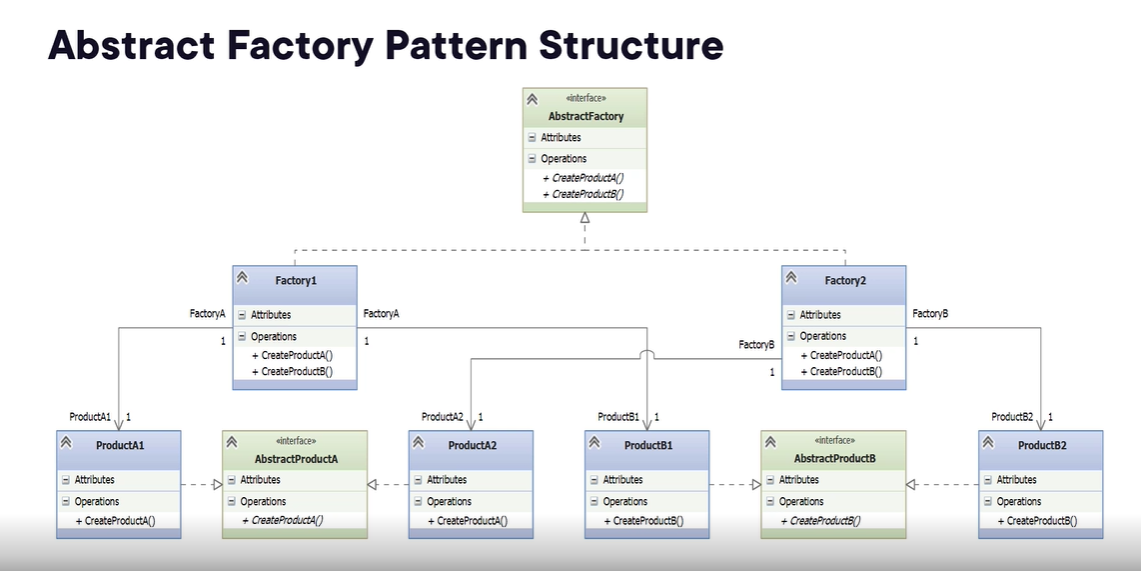 Abstract Factory Pattern Structure
«interface»
AbstractFactory
Attributes
Operations
+ CreateProductA()
+ CreateProductB()
Factory1
Attributes
Operations
+ CreateProductA()
+ CreateProductB()
Factory2
Attributes
Operations
+ CreateProductA()
+ CreateProductB()
FactoryA
1
FactoryA
1
FactoryB
1
FactoryB
1
ProductA1
1
ProductA2
1
ProductB1
1
ProductB2
1
ProductA1
Attributes
Operations
+ CreateProductA()
«interface»
AbstractProductA
Attributes
Operations
+ CreateProductA()
ProductA2
Attributes
Operations
+ CreateProductA()
ProductB1
Attributes
Operations
+ CreateProductB()
«interface»
AbstractProductB
Attributes
Operations
+ CreateProductB()
ProductB2
Attributes
Operations
+ CreateProductB()